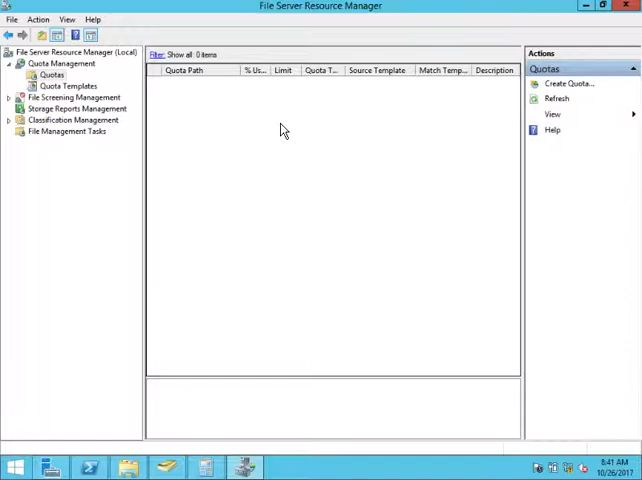 File Server Resource Manager
File Action View Help
File Server Resource Manager (Local)
Quota Management
Quotas
Quota Templates
File Screening Management
Storage Reports Management
Classification Management
File Management Tasks
Filter: Show all: 0 items
Quota Path % Us... Limit Quota T... Source Template Match Temp... Description
Actions
Quotas
Create Quota...
Refresh
View
Help
8:41 AM
10/26/2017